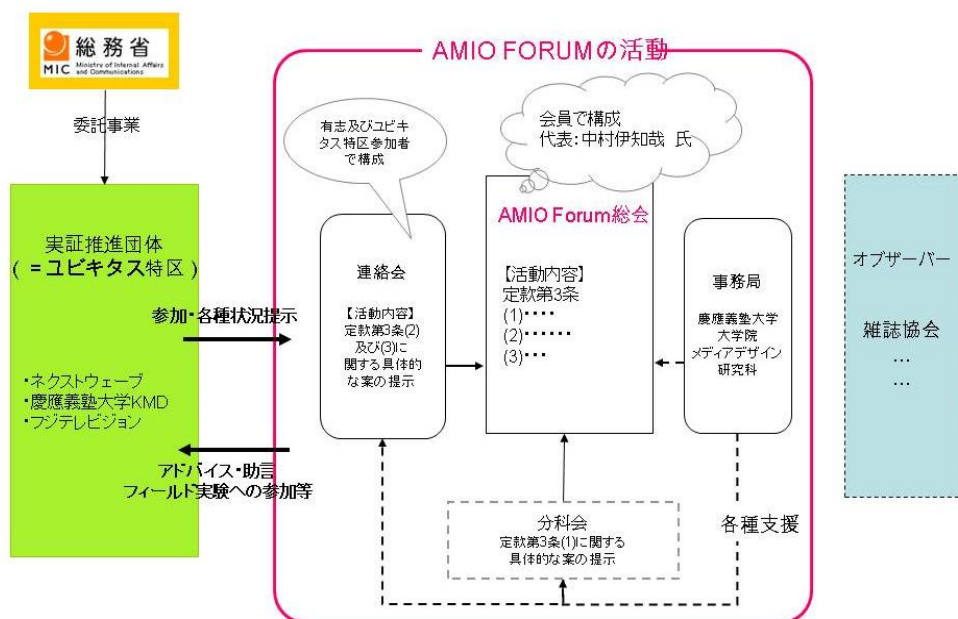 総務省
MIC Ministry of Internal Affairs
and Communications
委託事業
実証推進団体
( =ユビキタス特区 )
・ネクストウェーブ
・慶應義塾大学KMD
・フジテレビジョン
参加・各種状況提示
アドバイス・助言
フィールド実験への参加等
AMIO FORUMの活動
有志及びユビキ
タス特区参加者
で構成
連絡会
【活動内容】
定款第3条(2)
及び(3)に
関する具体的
な案の提示
会員で構成
代表:中村伊知哉 氏
AMIO Forum総会
【活動内容】
定款第3条
(1)・・・・
(2)・・・・・・
(3)・・・
事務局
慶應義塾大学
大学院
メディアデザイン
研究科
分科会
定款第3条(1)に関する
具体的な案の提示
各種支援
オブザーバー
雑誌協会
…
…